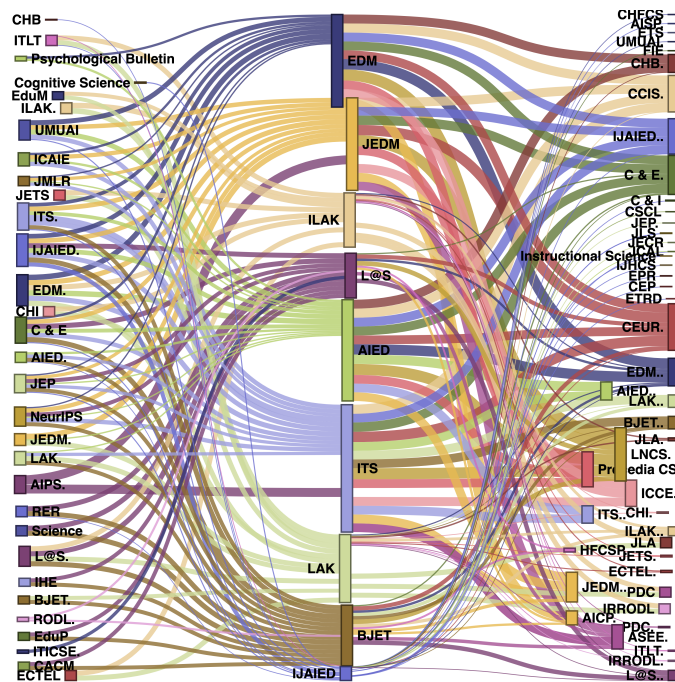 CHB
ITLT
Psychological Bulletin
Cognitive Science
EduM
ILAK.
UMUAI
ICAIE
JMLR
JETS
ITS.
IJAIED.
EDM.
CHI
C & E
AIED.
JEP
NeurIPS
JEDM.
LAK.
AIPS.
RER
Science
L@S.
IHE
BJET.
RODL.
EduP
ITICSE.
CACM
ECTEL
EDM
JEDM
ILAK
L@S
AIED
ITS
LAK
BJET
IJAIED
CHFCS
AISP
ETS
UMUAI.
FIE
CHB.
CCIS.
IJAIED..
C & E.
C & I
CSCL
JEP
JLS
JECR
JCAL
Instructional Science
IJHCS
EPR
CEP
ETRD
CEUR.
EDM..
AIED..
LAK..
BJET..
JLA.
LNCS.
ICCE.
ITS..
CHI.
ILAK..
JLA
HFCSP
JETS.
ECTEL.
JEDM..
PDC
IRRODL
AICP.
PDC
ASEE.
ITLT.
IRRODL.
L@S..